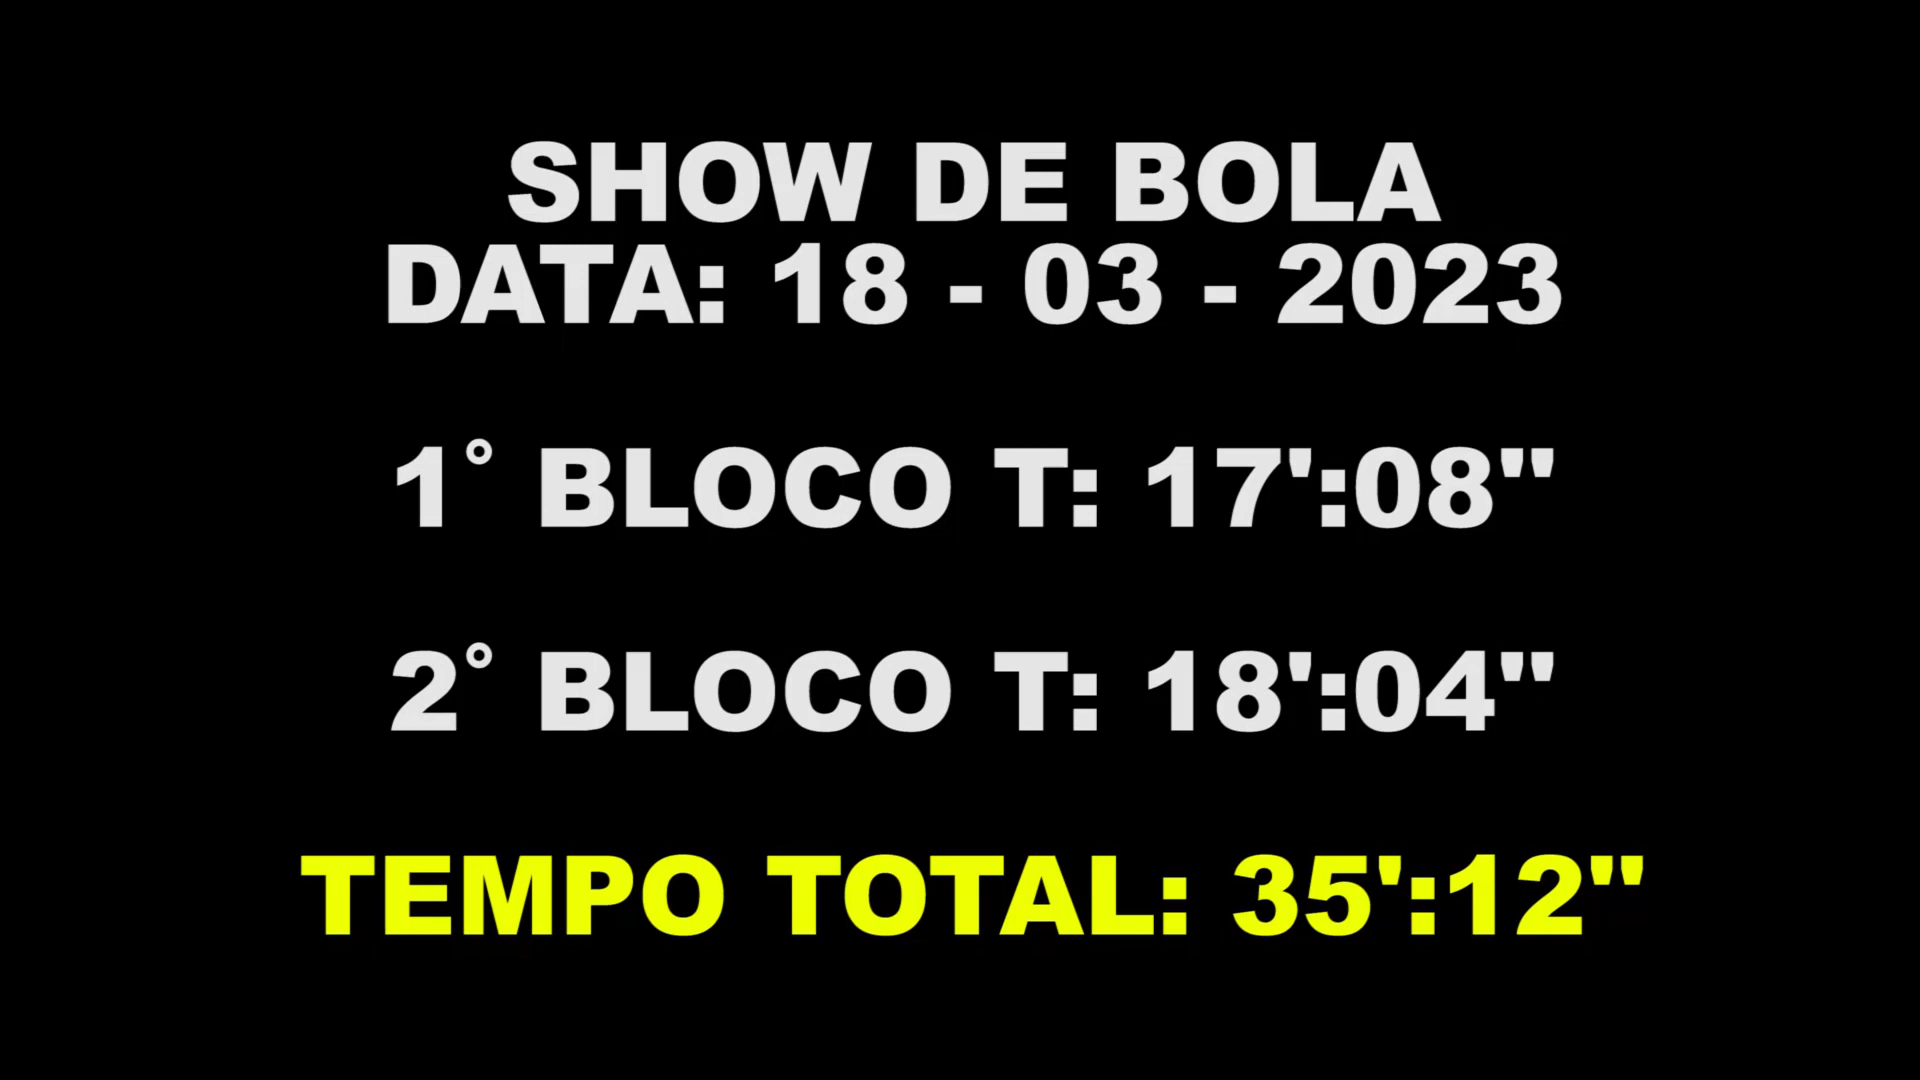 SHOW DE BOLA
DATA: 18 - 03 - 2023
1° BLOCO T: 17':08"
2° BLOCO T: 18':04"
TEMPO TOTAL: 35':12"